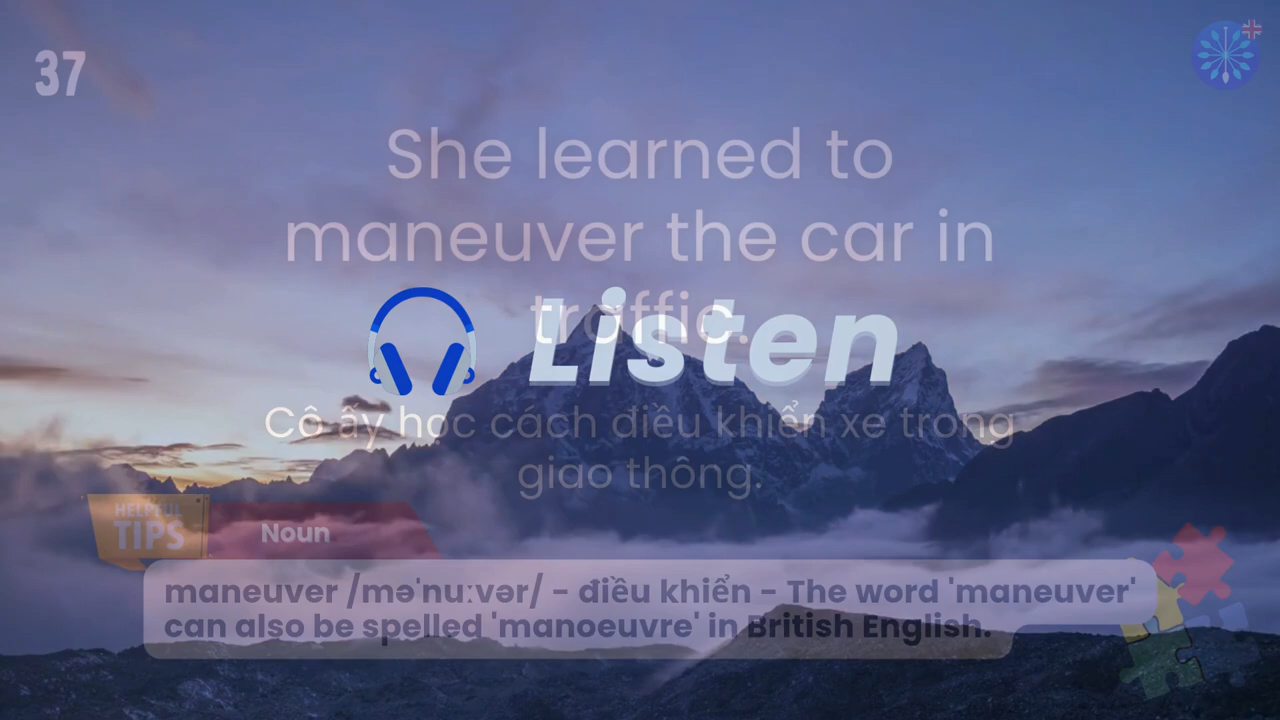 37
She learned to
maneuver the car in
traffic.
Listen
Cô ấy học cách điều khiển xe trong
giao thông.
HELPFUL
TIPS
Noun
maneuver /məˈnuːvər/ - điều khiển - The word 'maneuver'
can also be spelled 'manoeuvre' in British English.